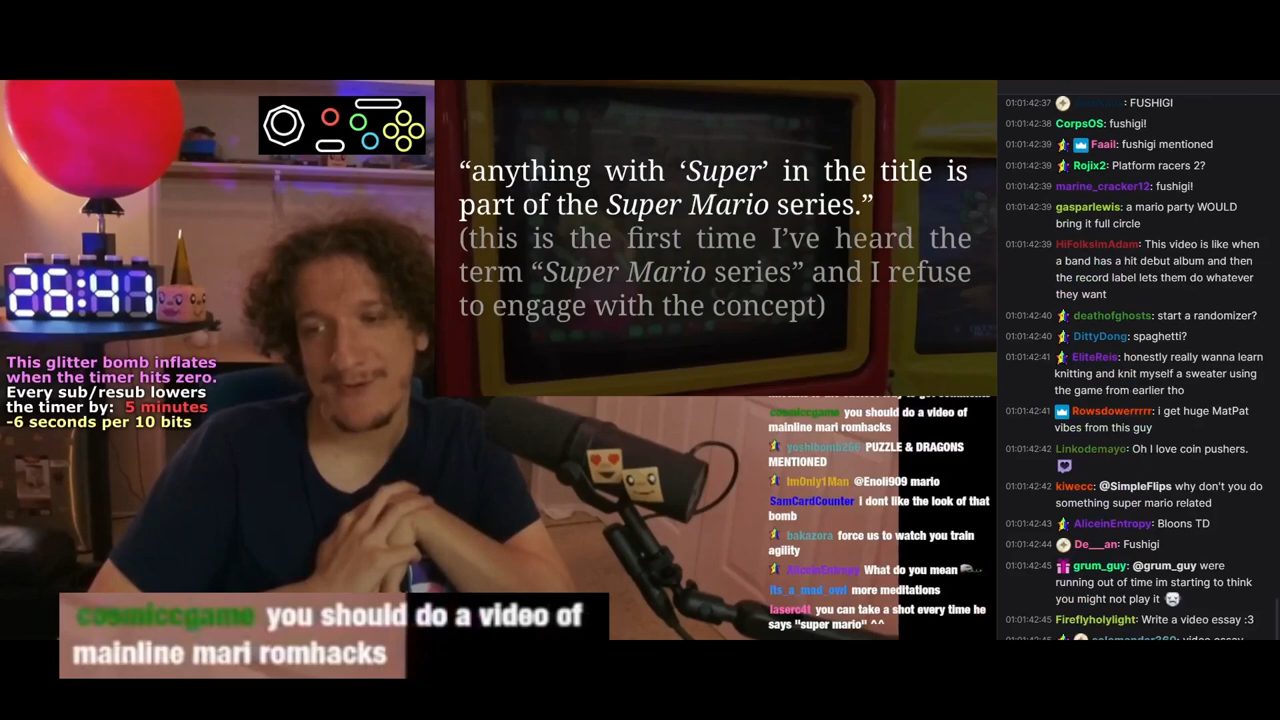 “anything with ‘Super’ in the title is
part of the Super Mario series.”
(this is the first time I’ve heard the
term “Super Mario series” and I refuse
to engage with the concept)
26:41
This glitter bomb inflates
when the timer hits zero.
Every sub/resub lowers
the timer by: 5 minutes
-6 seconds per 10 bits
cosmiccgame you should do a video of
mainline mari romhacks
yoshibomb266 PUZZLE & DRAGONS
MENTIONED
ImOnly1Man @Enoli909 mario
SamCardCounter i dont like the look of that
bomb
bakazora force us to watch you train
agility
AliceinEntropy What do you mean
its_a_mad_owl more meditations
laserc4t you can take a shot every time he
says "super mario" ^^
cosmiccgame you should do a video of
mainline mari romhacks
01:01:42:37 : FUSHIGI
01:01:42:38 CorpsOS: fushigi!
01:01:42:39 Faail: fushigi mentioned
01:01:42:39 Rojix2: Platform racers 2?
01:01:42:39 marine_cracker12: fushigi!
01:01:42:39 gasparlewis: a mario party WOULD
bring it full circle
01:01:42:39 HiFolksImAdam: This video is like when
a band has a hit debut album and then
the record label lets them do whatever
they want
01:01:42:40 deathofghosts: start a randomizer?
01:01:42:40 DittyDong: spaghetti?
01:01:42:41 EliteReis: honestly really wanna learn
knitting and knit myself a sweater using
the game from earlier tho
01:01:42:41 Rowsdowerrrrr: i get huge MatPat
vibes from this guy
01:01:42:42 Linkodemayo: Oh I love coin pushers.
01:01:42:42 kiwecc: @SimpleFlips why don't you do
something super mario related
01:01:42:43 AliceinEntropy: Bloons TD
01:01:42:44 De___an: Fushigi
01:01:42:45 grum_guy: @grum_guy were
running out of time im starting to think
you might not play it
01:01:42:45 Fireflyholylight: Write a video essay :3